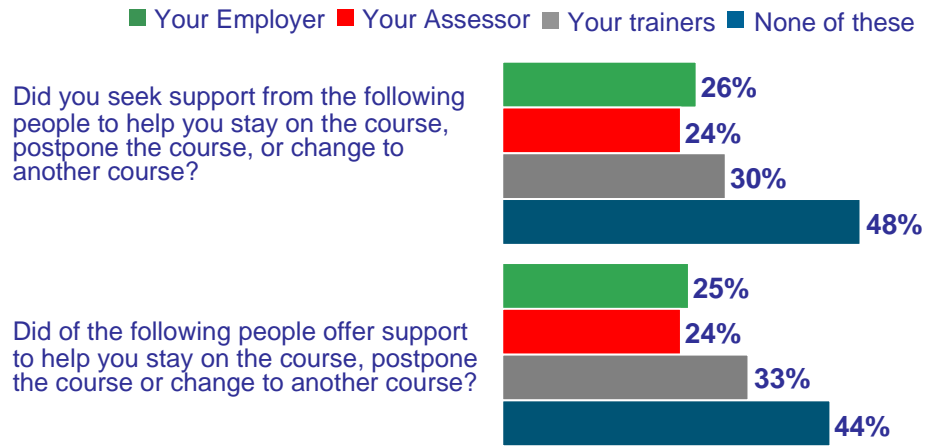 Your Employer Your Assessor Your trainers None of these
Did you seek support from the following
people to help you stay on the course,
postpone the course, or change to
another course?
26%
24%
30%
48%
Did of the following people offer support
to help you stay on the course, postpone
the course or change to another course?
25%
24%
33%
44%